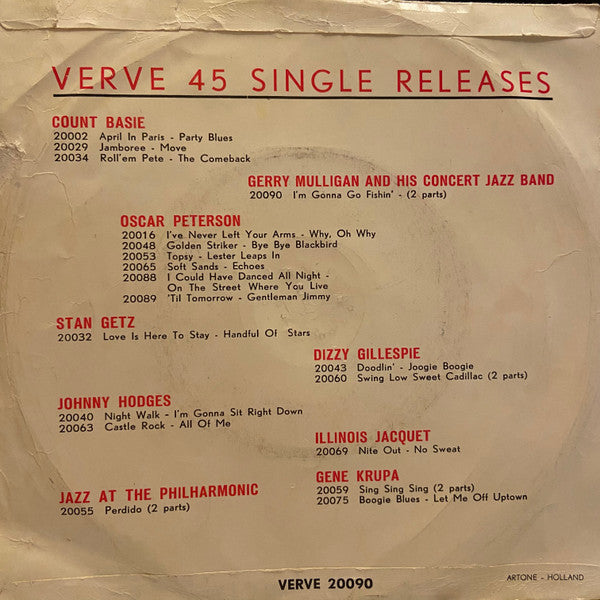 VERVE 45 SINGLE RELEASES
COUNT BASIE
20002 April In Paris - Party Blues
20029 Jamboree - Move
20034 Roll'em Pete - The Comeback
GERRY MULLIGAN AND HIS CONCERT JAZZ BAND
20090 I'm Gonna Go Fishin' - (2 parts)
OSCAR PETERSON
20016 I've Never Left Your Arms - Why, Oh Why
20048 Golden Striker - Bye Bye Blackbird
20053 Topsy - Lester Leaps In
20065 Soft Sands - Echoes
20088 I Could Have Danced All Night -
On The Street Where You Live
20089 'Til Tomorrow - Gentleman Jimmy
STAN GETZ
20032 Love Is Here To Stay - Handful Of Stars
DIZZY GILLESPIE
20043 Doodlin' - Joogie Boogie
20060 Swing Low Sweet Cadillac (2 parts)
JOHNNY HODGES
20040 Night Walk - I'm Gonna Sit Right Down
20063 Castle Rock - All Of Me
ILLINOIS JACQUET
20069 Nite Out - No Sweat
GENE KRUPA
20059 Sing Sing Sing (2 parts)
20075 Boogie Blues - Let Me Off Uptown
JAZZ AT THE PHILHARMONIC
20055 Perdido (2 parts)
VERVE 20090
ARTONE - HOLLAND